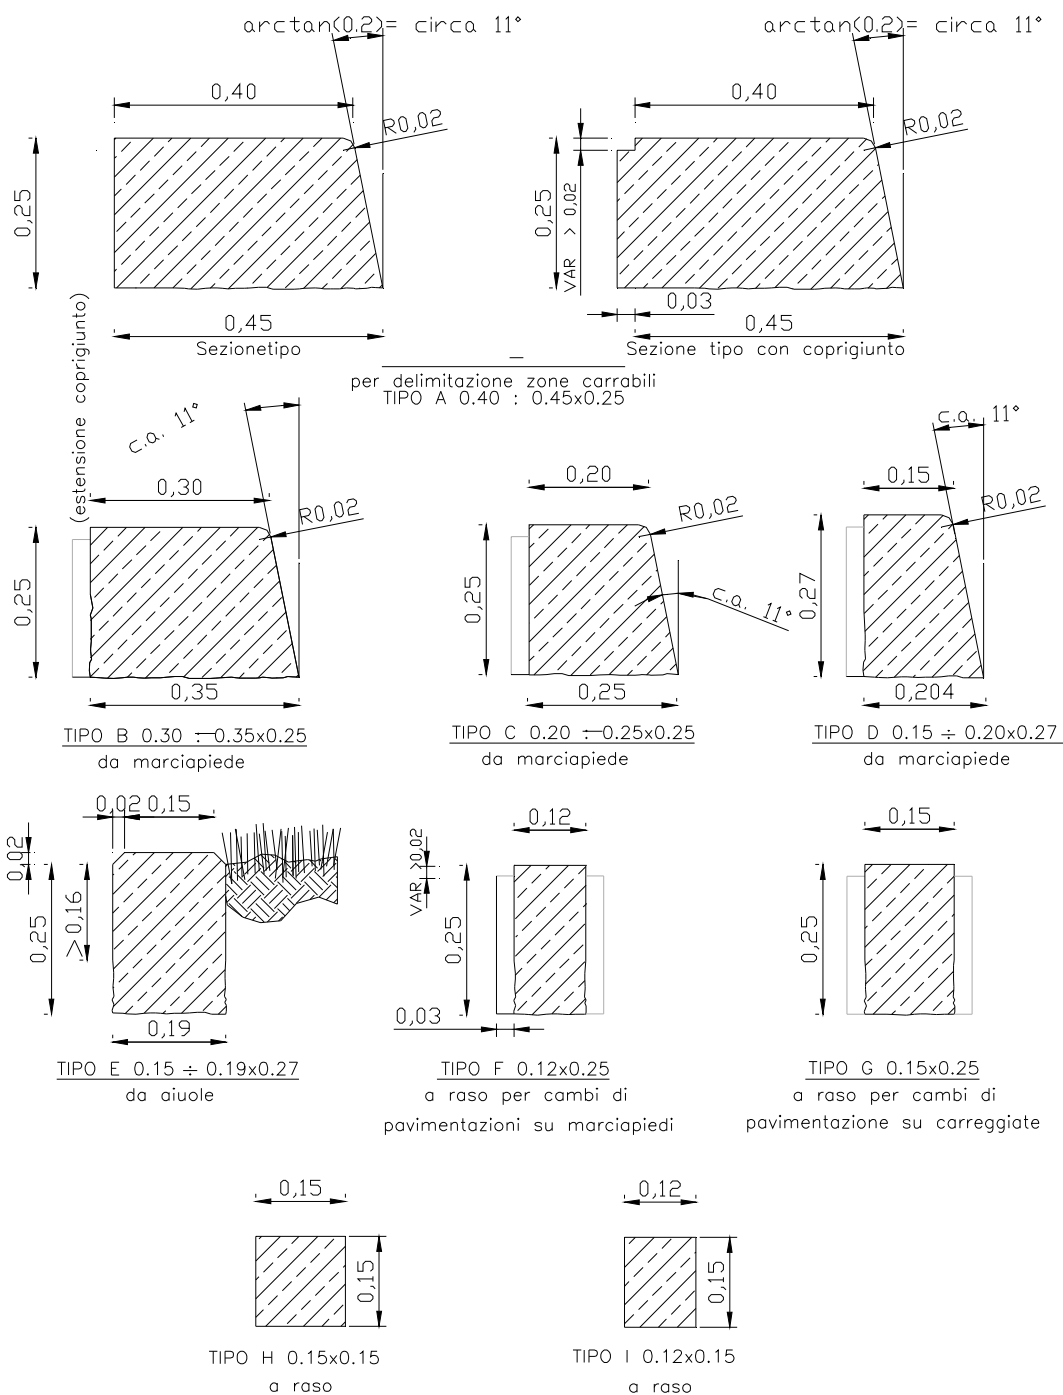 arctan(0.2)= circa 11°
arctan(0.2)= circa 11°
0,40
R0,02
0,25
0,45
Sezionetipo
0,40
R0,02
0,25
VAR > 0,02
0,03
0,45
Sezione tipo con coprigiunto
per delimitazione zone carrabili
TIPO A 0.40 : 0.45x0.25
(estensione coprigiunto)
c.a. 11°
0,30
R0,02
0,25
0,35
TIPO B 0.30 ÷ 0.35x0.25
da marciapiede
0,20
R0,02
0,25
c.a. 11°
0,25
TIPO C 0.20 ÷ 0.25x0.25
da marciapiede
c.a. 11°
0,15
R0,02
0,27
0,204
TIPO D 0.15 ÷ 0.20x0.27
da marciapiede
0,02
0,15
0,02
0,25
>0,16
0,19
TIPO E 0.15 ÷ 0.19x0.27
da aiuole
0,12
VAR >0,02
0,25
0,03
TIPO F 0.12x0.25
a raso per cambi di
pavimentazioni su marciapiedi
0,15
0,25
TIPO G 0.15x0.25
a raso per cambi di
pavimentazione su carreggiate
0,15
0,15
TIPO H 0.15x0.15
a raso
0,12
0,15
TIPO I 0.12x0.15
a raso